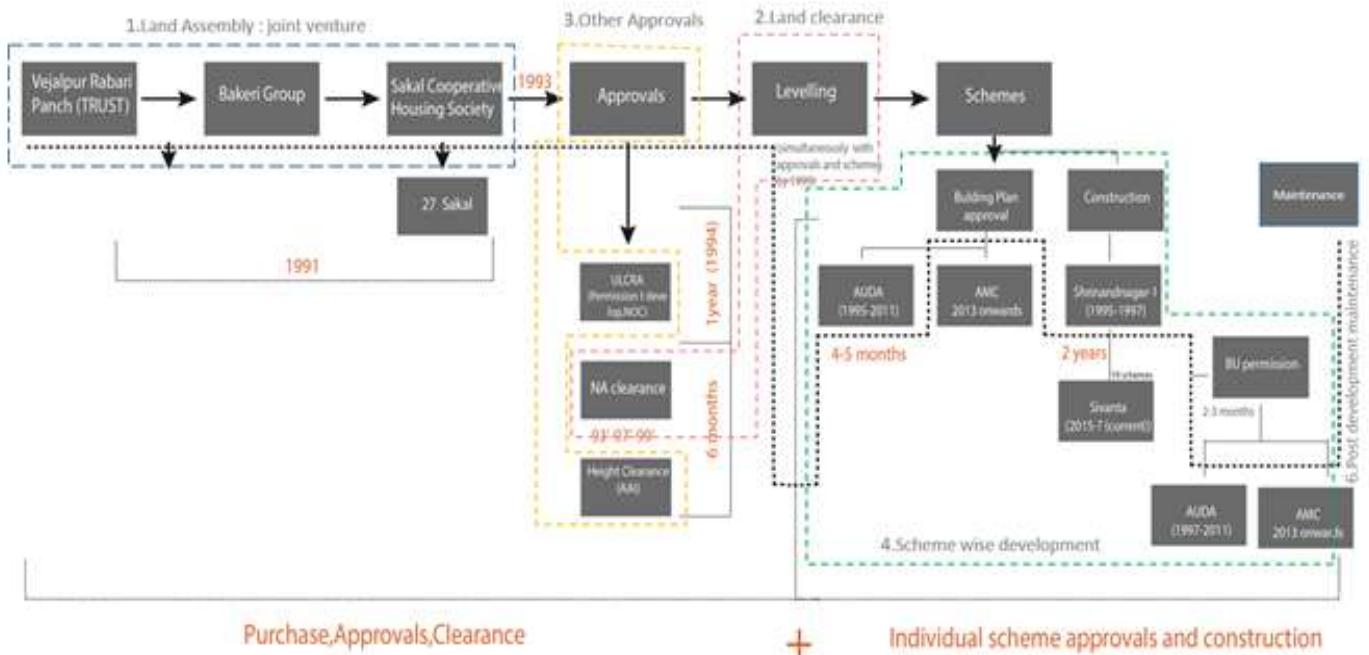 1.Land Assembly : joint venture
3.Other Approvals
2.Land clearance
Vejalpur Rabari
Panch (TRUST)
Bakeri Group
Sakal Cooperative
Housing Society
1993
Approvals
Levelling
Schemes
(simultaneously with
approvals and schemes
by 1999)
27 Sakal
1991
Building Plan
approval
Construction
Maintenance
ULCRA
NOC)
1year (1994)
AUDA
(1995-2011)
AMC
2013 onwards
Shrinandnagar-1
(1995-1997)
4-5 months
2 years
BU permission
NA clearance
93' 97' 99'
6 months
Sivanta
2-3 months
Height Clearance
(AAI)
AUDA
(1997-2011)
AMC
2013 onwards
4.Scheme wise development
6.Post development maintenance
Purchase,Approvals,Clearance
+
Individual scheme approvals and construction